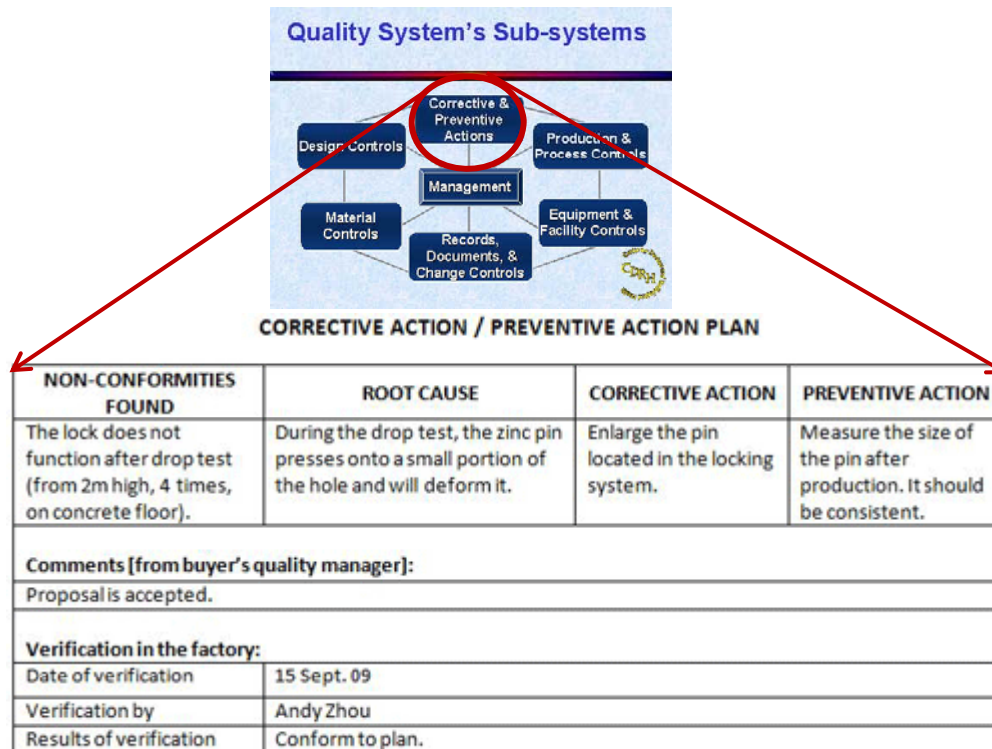 Quality System's Sub-systems
Corrective &
Preventive
Actions
Design Controls
Production &
Process Controls
Management
Material
Controls
Equipment &
Facility Controls
Records,
Documents, &
Change Controls
CDRH
CORRECTIVE ACTION / PREVENTIVE ACTION PLAN
NON-CONFORMITIES
FOUND
ROOT CAUSE
CORRECTIVE ACTION
PREVENTIVE ACTION
The lock does not
function after drop test
(from 2m high, 4 times,
on concrete floor).
During the drop test, the zinc pin
presses onto a small portion of
the hole and will deform it.
Enlarge the pin
located in the locking
system.
Measure the size of
the pin after
production. It should
be consistent.
Comments [from buyer's quality manager]:
Proposal is accepted.
Verification in the factory:
Date of verification
15 Sept. 09
Verification by
Andy Zhou
Results of verification
Conform to plan.